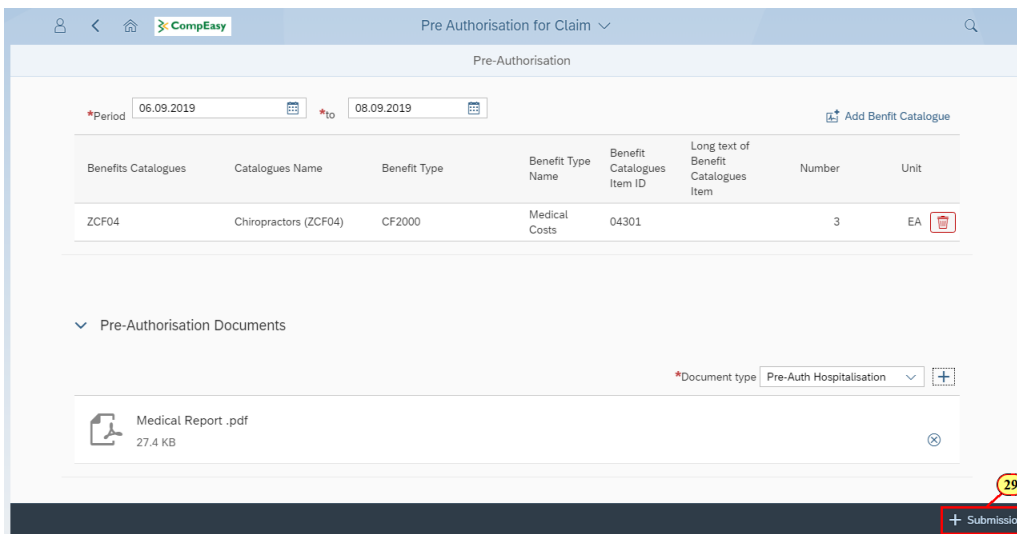 CompEasy
Pre Authorisation for Claim
Pre-Authorisation
*Period 06.09.2019 *to 08.09.2019
Add Benfit Catalogue
Benefits Catalogues Catalogues Name Benefit Type Benefit Type Name Benefit Catalogues Item ID Long text of Benefit Catalogues Item Number Unit
ZCF04 Chiropractors (ZCF04) CF2000 Medical Costs 04301 3 EA
Pre-Authorisation Documents
*Document type Pre-Auth Hospitalisation
Medical Report .pdf
27.4 KB
29
+ Submissio